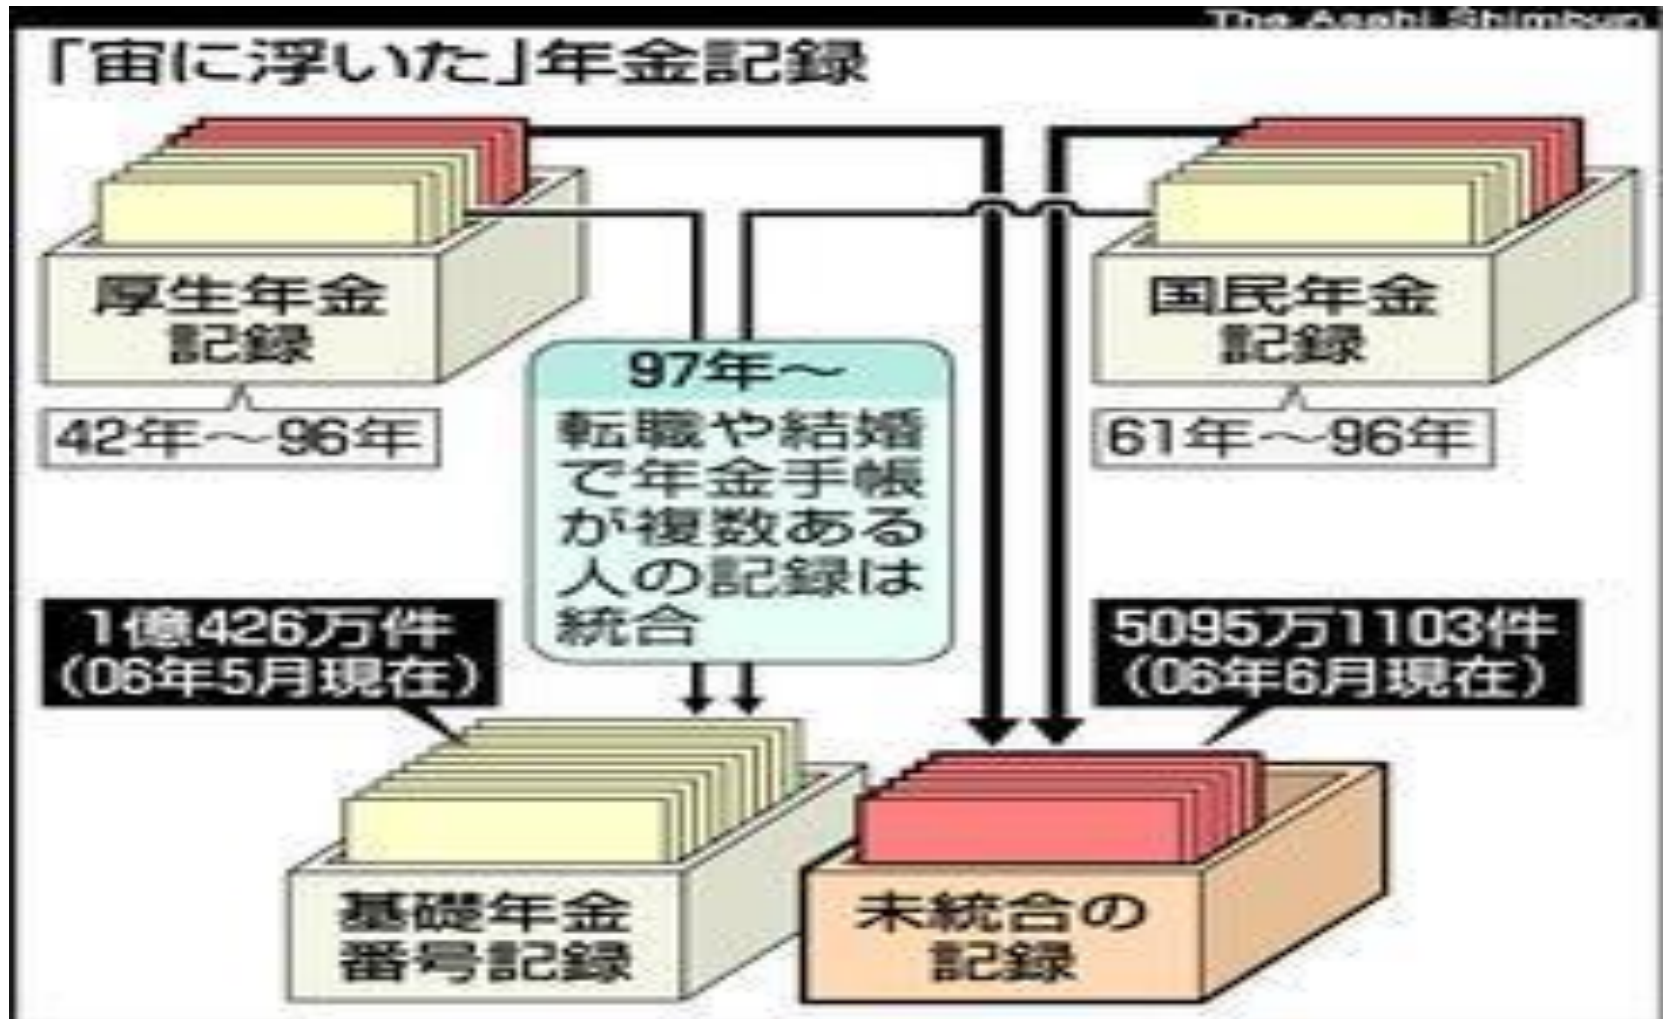 The Asahi Shimbun
「宙に浮いた」年金記録
厚生年金
記録
42年～96年
国民年金
記録
61年～96年
97年～
転職や結婚
で年金手帳
が複数ある
人の記録は
統合
1億426万件
(06年5月現在)
5095万1103件
(06年6月現在)
基礎年金
番号記録
未統合の
記録